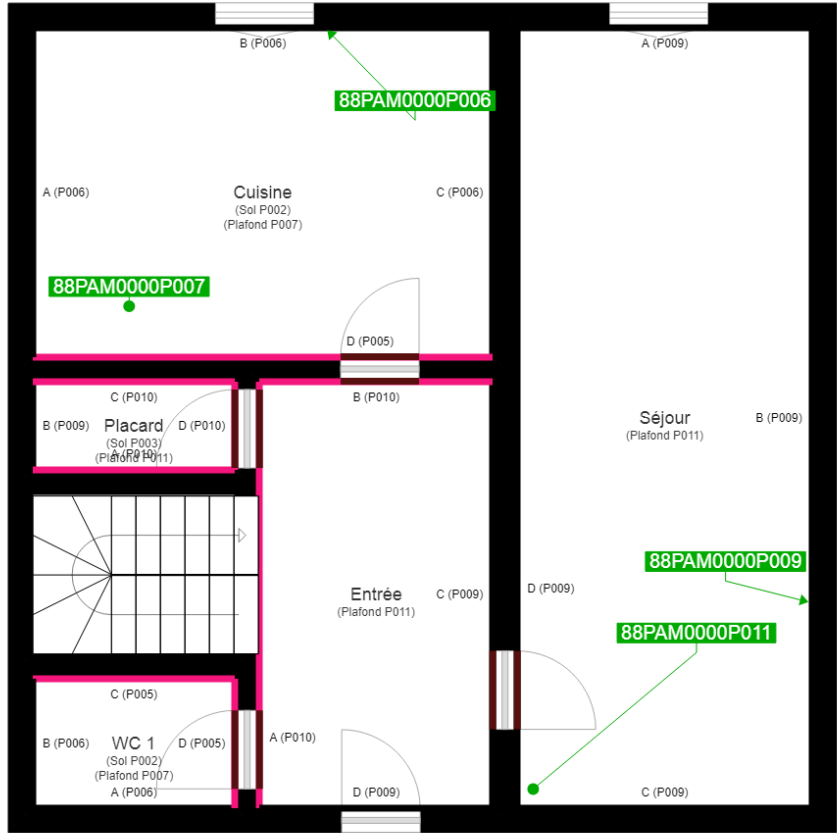 B (P006)
A (P009)
88PAM0000P006
A (P006)
Cuisine
(Sol P002)
(Plafond P007)
C (P006)
88PAM0000P007
D (P005)
C (P010)
B (P010)
B (P009)
Placard
(Sol P003)
(Plafond P011)
A (P010)
D (P010)
Séjour
(Plafond P011)
B (P009)
88PAM0000P009
Entrée
(Plafond P011)
C (P009)
D (P009)
88PAM0000P011
C (P005)
B (P006)
WC 1
(Sol P002)
(Plafond P007)
D (P005)
A (P006)
A (P010)
D (P009)
C (P009)